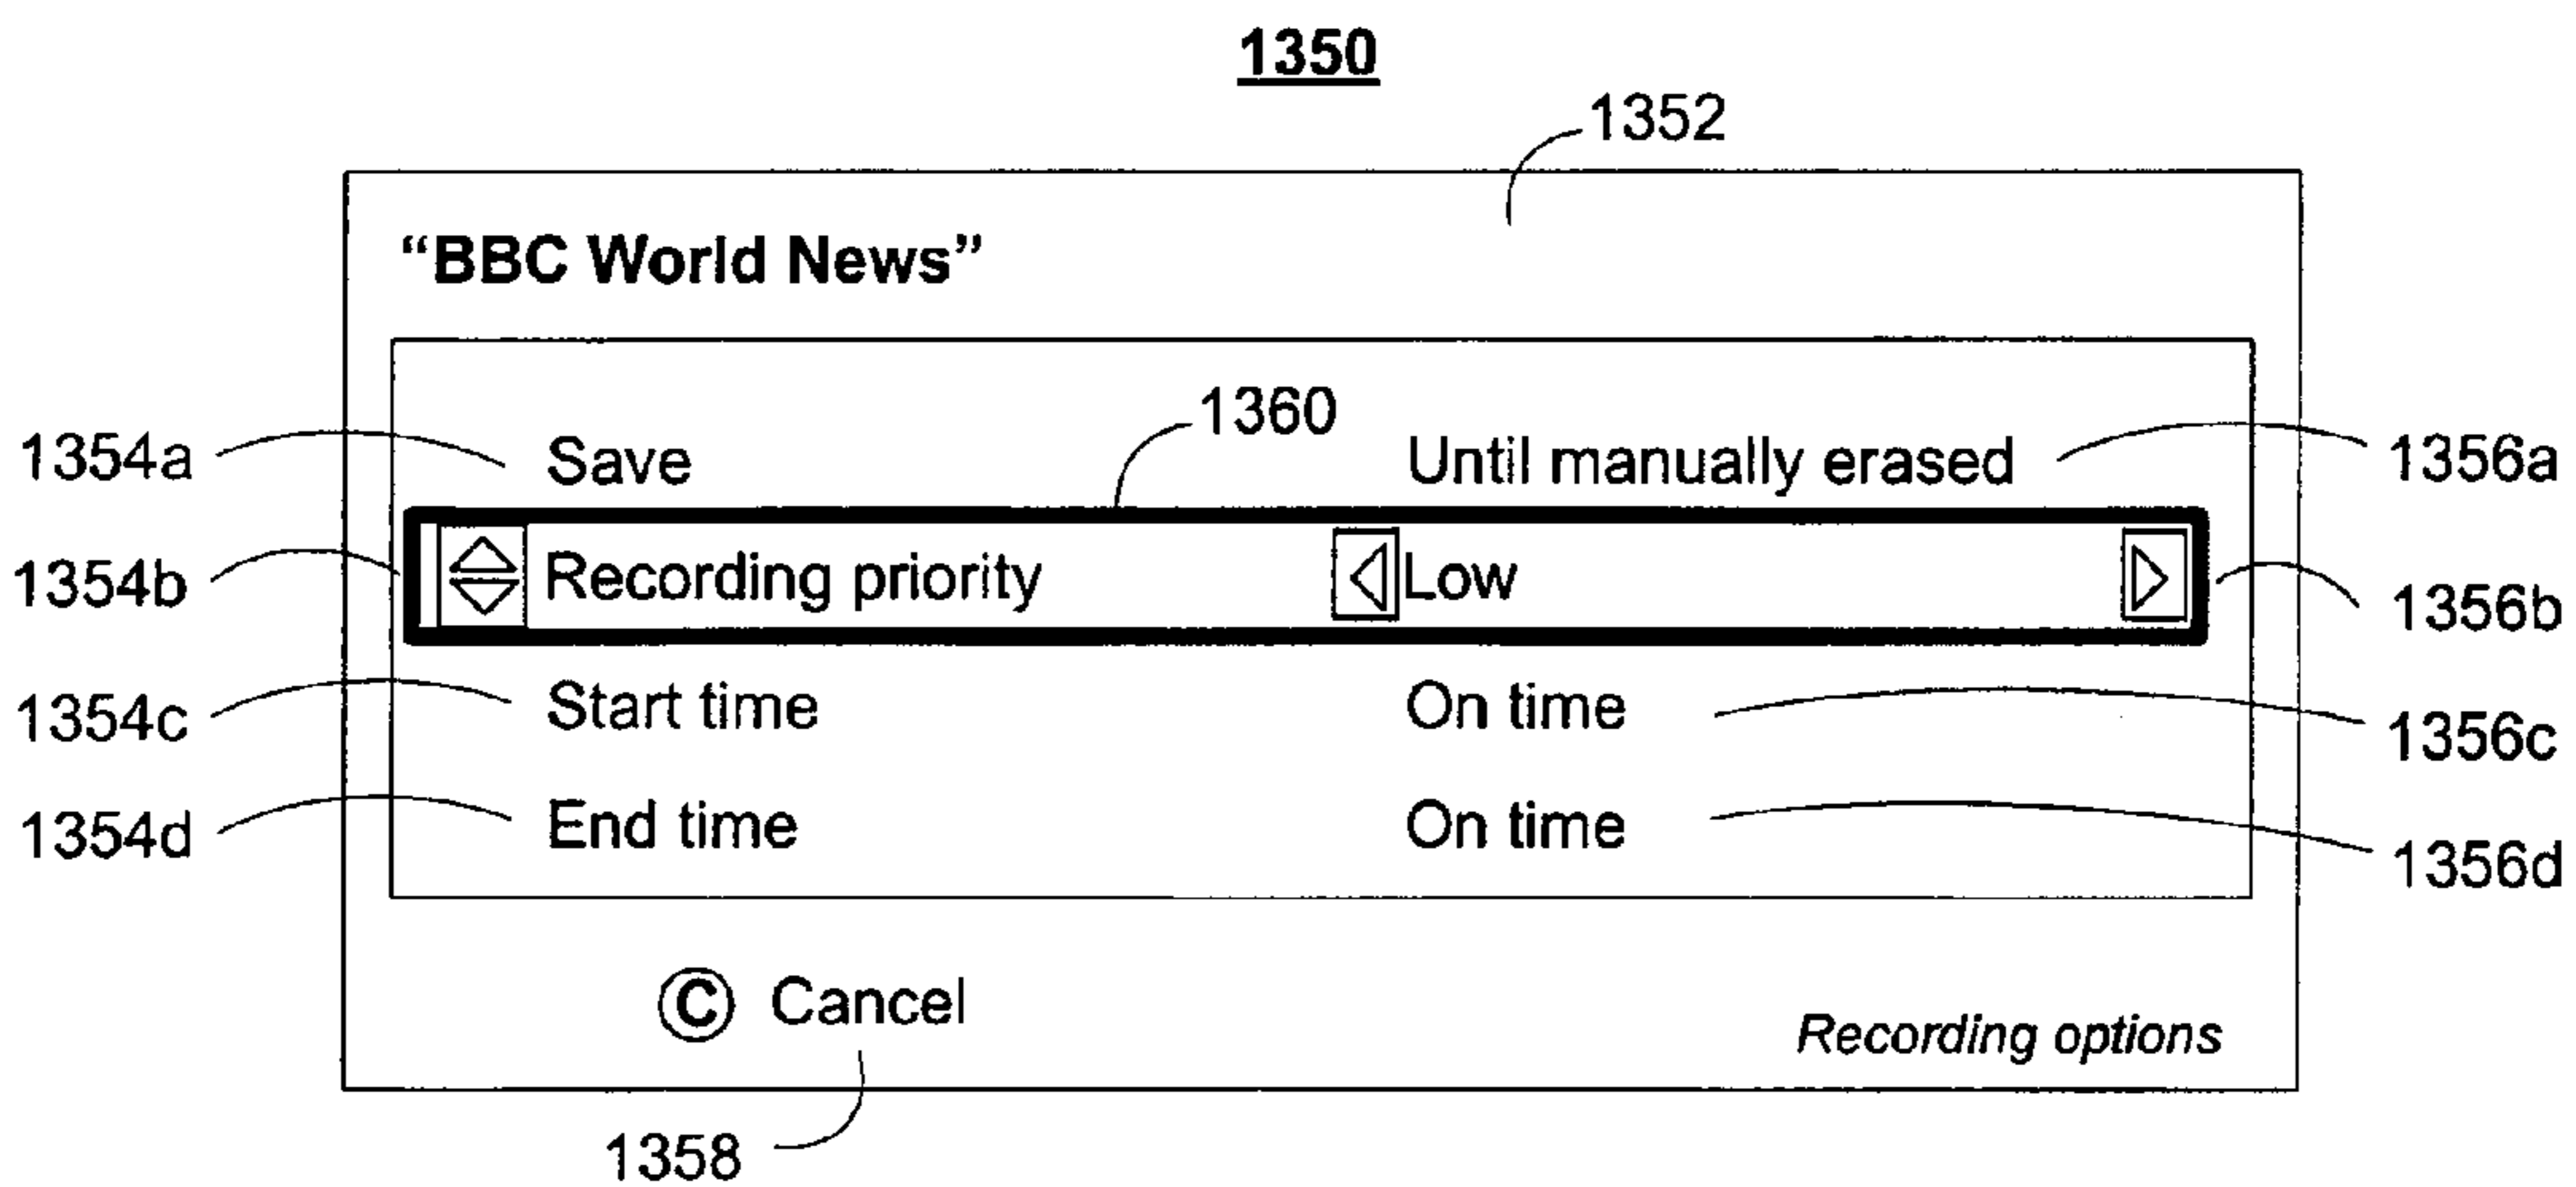 1350
1352
“BBC World News”
1360
1354a Save Until manually erased 1356a
1354b Recording priority Low 1356b
1354c Start time On time 1356c
1354d End time On time 1356d
C Cancel
Recording options
1358